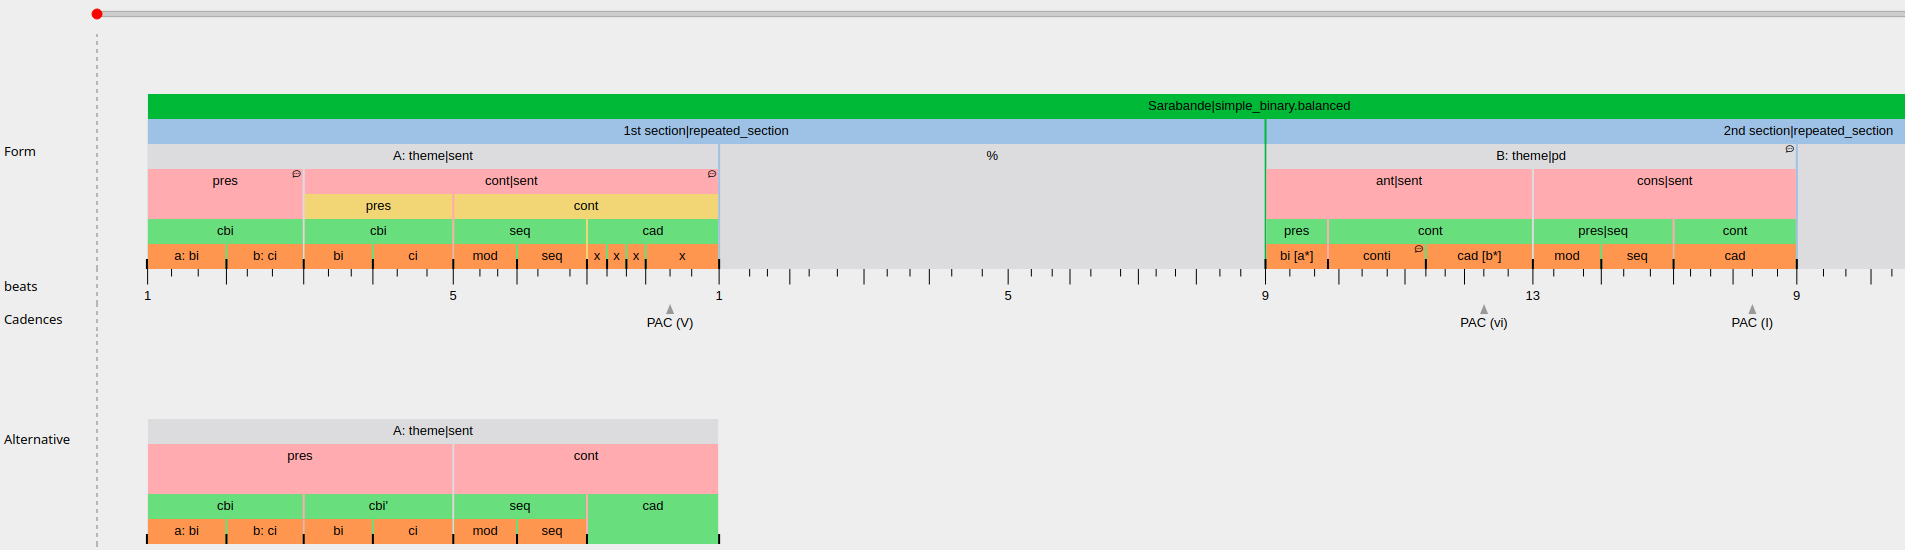 Sarabande|simple_binary.balanced
1st section|repeated_section 2nd section|repeated_section
Form A: theme|sent % B: theme|pd
pres cont|sent ant|sent cons|sent
pres cont
cbi cbi seq cad pres cont pres|seq cont
a: bi b: ci bi ci mod seq x x x x bi [a*] conti cad [b*] mod seq cad
beats 1 5 1 5 9 13 9
Cadences PAC (V) PAC (vi) PAC (I)
Alternative A: theme|sent
pres cont
cbi cbi' seq cad
a: bi b: ci bi ci mod seq